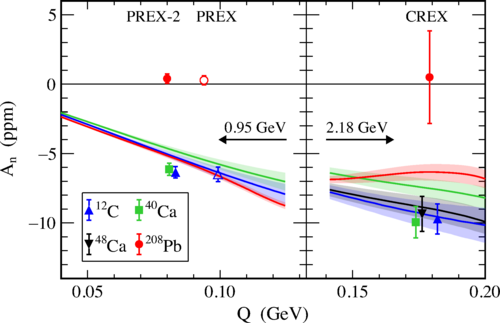 PREX-2 PREX CREX
5
0
0.95 GeV 2.18 GeV
−5
−10
A_n (ppm)
¹²C ⁴⁰Ca
⁴⁸Ca ²⁰⁸Pb
0.05 0.10 0.15 0.20
Q (GeV) Q (GeV)